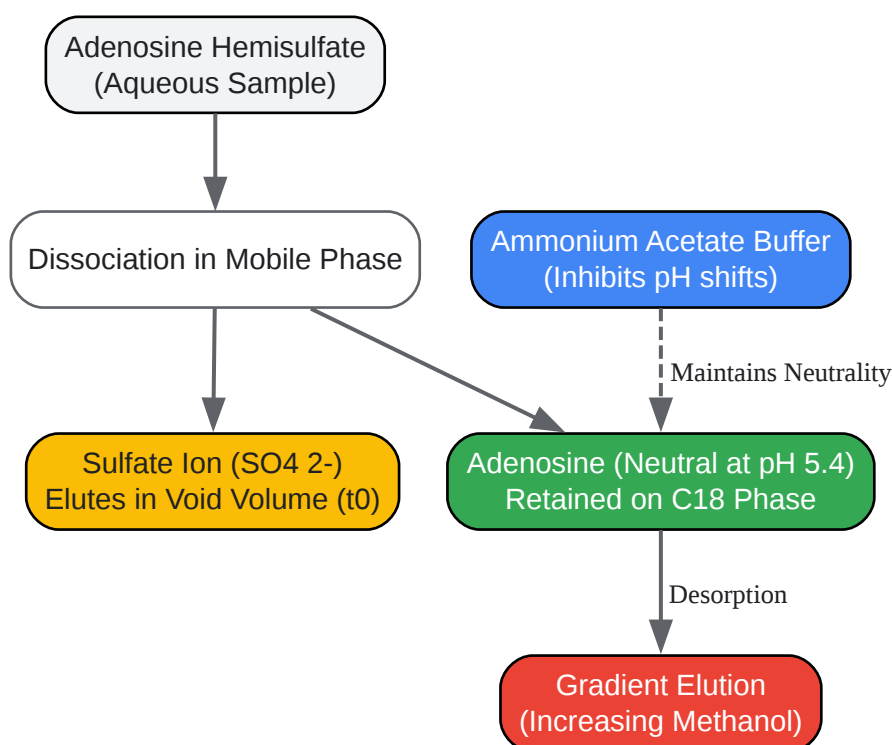 Adenosine Hemisulfate
(Aqueous Sample)
Dissociation in Mobile Phase
Ammonium Acetate Buffer
(Inhibits pH shifts)
Maintains Neutrality
Sulfate Ion (SO4 2-)
Elutes in Void Volume (t0)
Adenosine (Neutral at pH 5.4)
Retained on C18 Phase
Desorption
Gradient Elution
(Increasing Methanol)